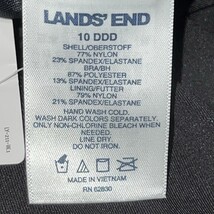 LANDS' END
10 DDD
SHELL/OBERSTOFF
77% NYLON
23% SPANDEX/ELASTANE
BRA/BH
87% POLYESTER
13% SPANDEX/ELASTANE
LINING/FUTTER
79% NYLON
21% SPANDEX/ELASTANE
HAND WASH COLD.
WASH DARK COLORS SEPARATELY.
ONLY NON-CHLORINE BLEACH WHEN
NEEDED.
LINE DRY.
DO NOT IRON.
MADE IN VIETNAM
RN 62830